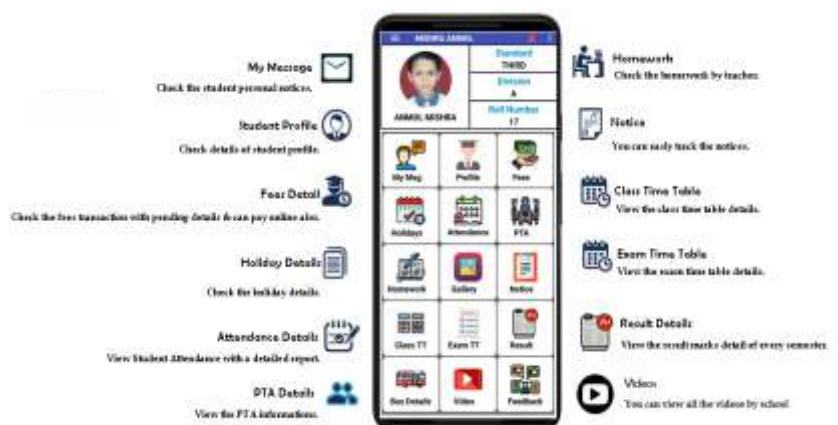 My Message
Check the student personal notices.
Student Profile
Check details of student profile.
Fees Detail
Check the fees transaction with pending details & can pay online also.
Holiday Details
Check the holiday details.
Attendance Details
View Student Attendance with a detailed report.
PTA Details
View the PTA informations.
ANMOL MISHRA
Standard
THIRD
Division
A
Roll Number
17
My Msg
Profile
Fees
Holidays
Attendance
PTA
Homework
Gallery
Notice
Class TT
Exam TT
Result
Bus Details
Video
Feedback
Homework
Check the homework by teacher.
Notice
You can easly track the notices.
Class Time Table
View the class time table details.
Exam Time Table
View the exam time table details.
Result Details
View the result marks detail of every semester.
Videos
You can view all the videos by school